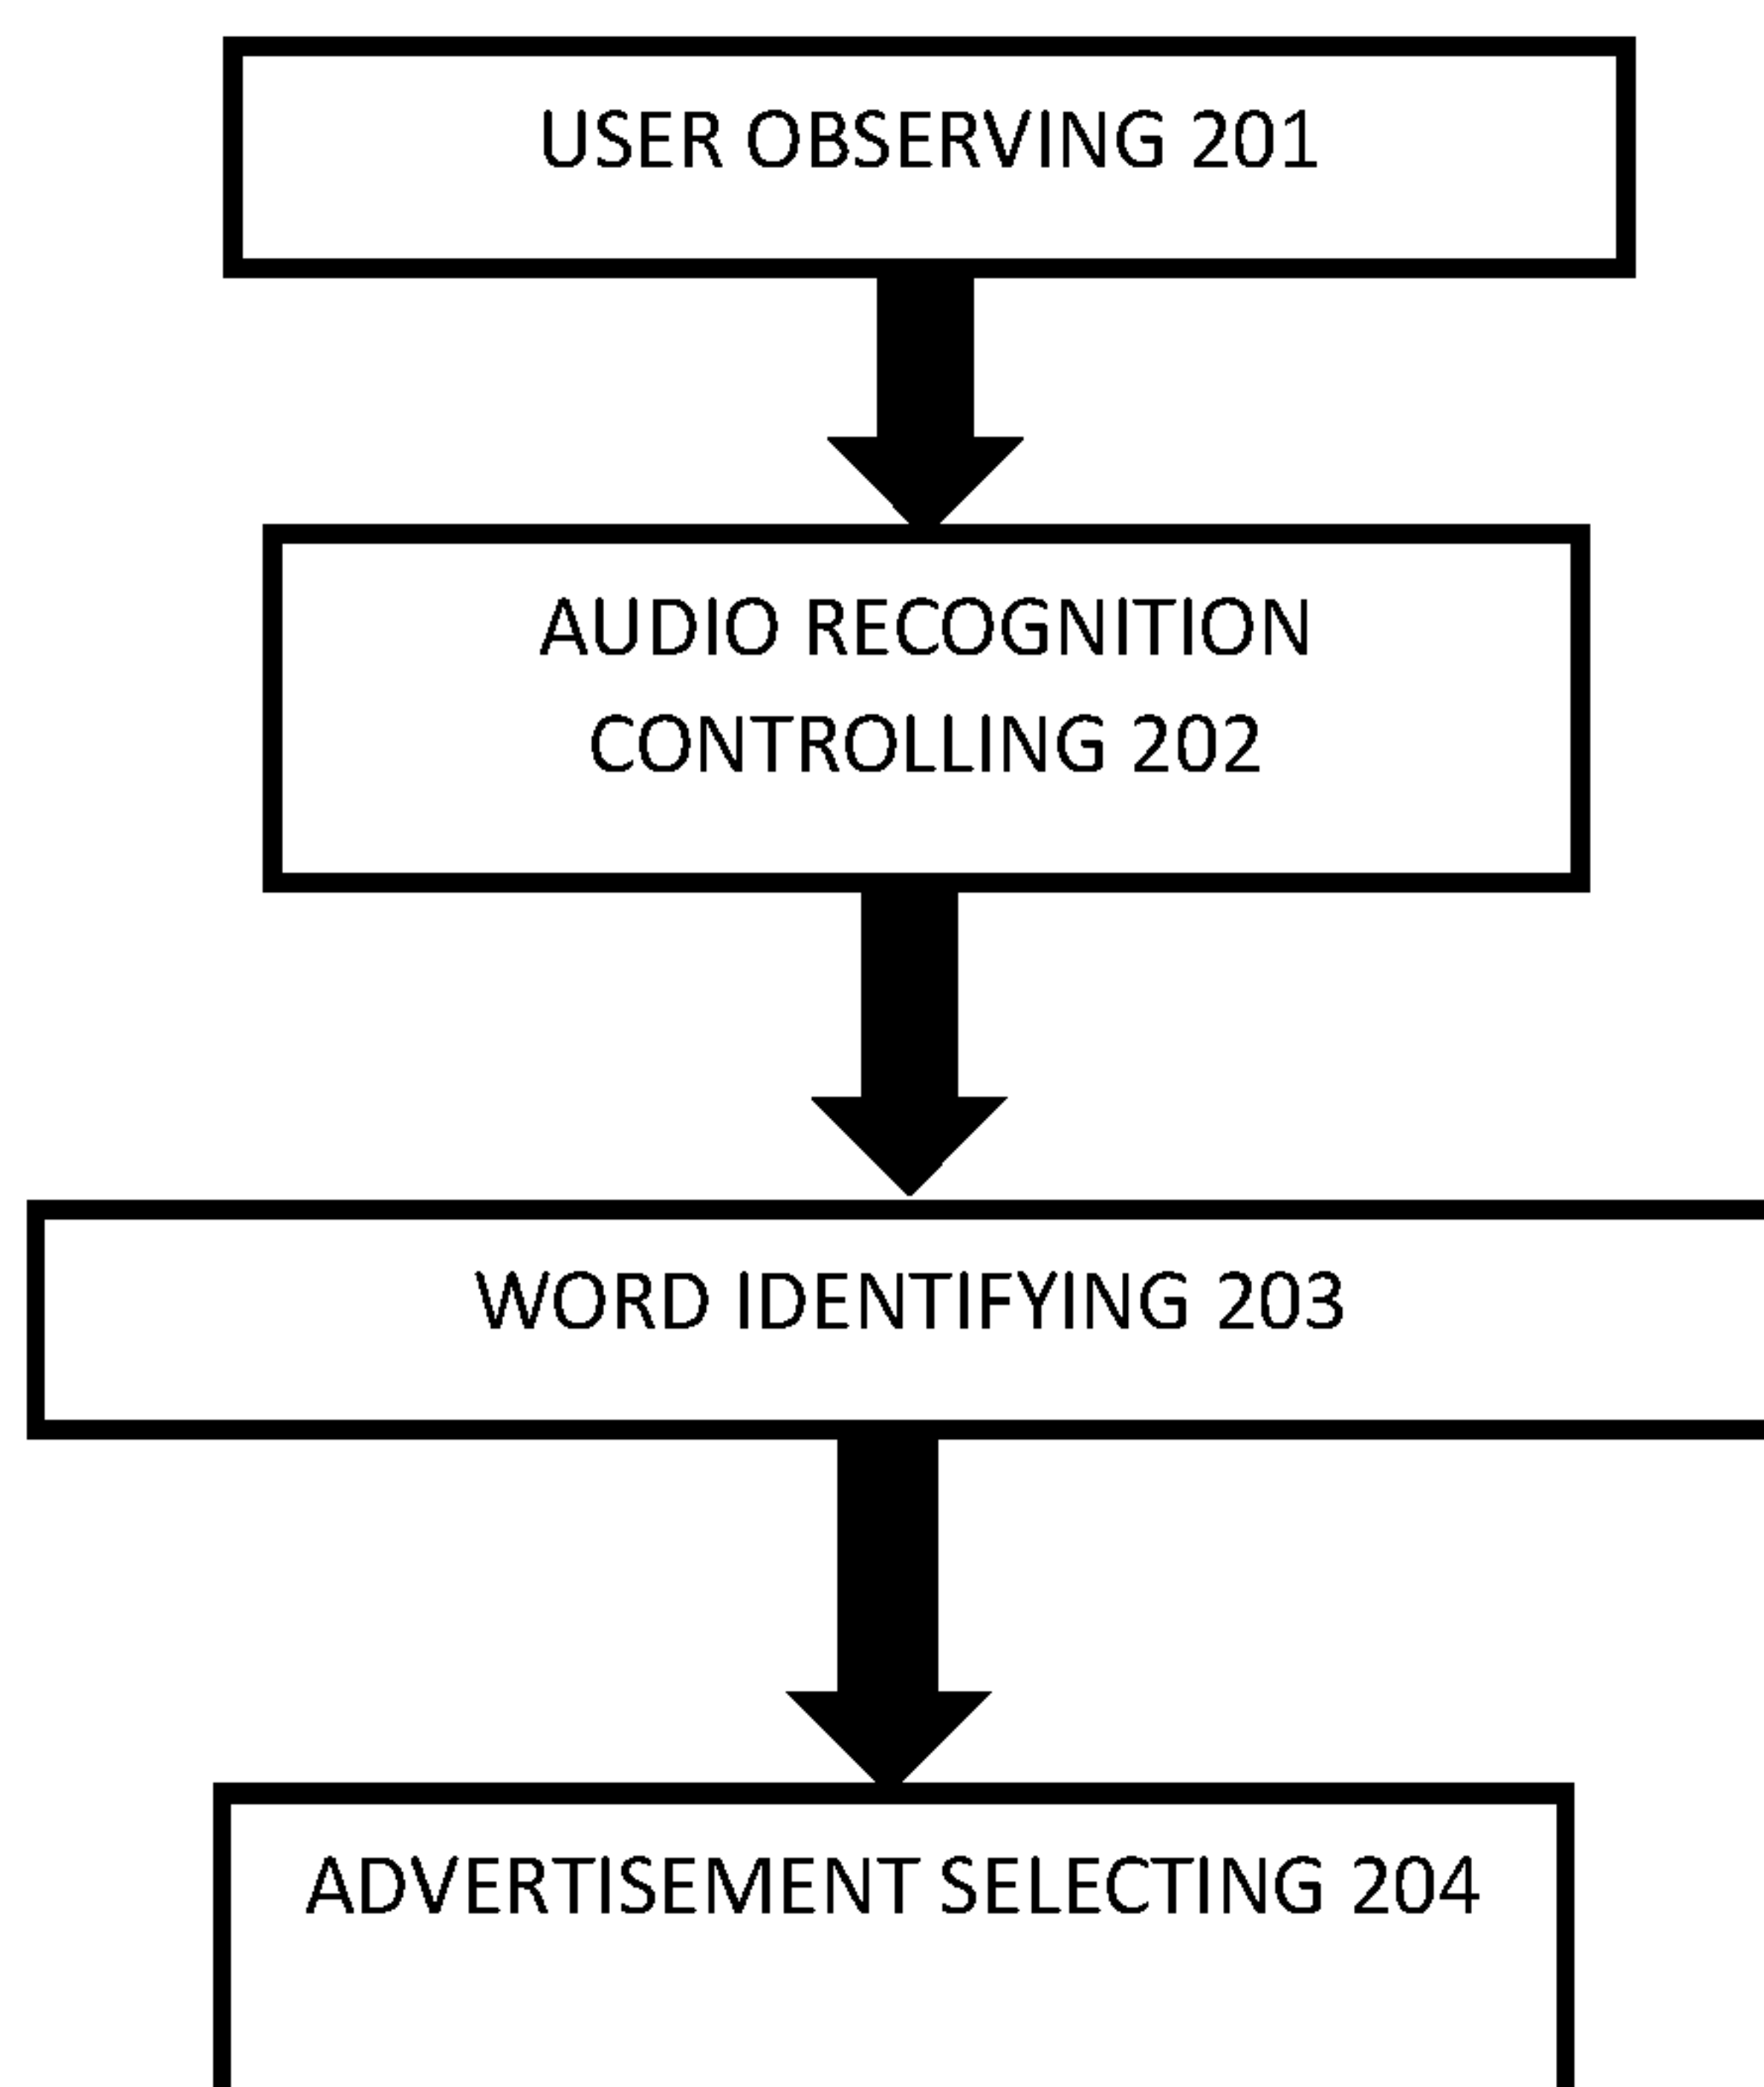 USER OBSERVING 201
AUDIO RECOGNITION
CONTROLLING 202
WORD IDENTIFYING 203
ADVERTISEMENT SELECTING 204